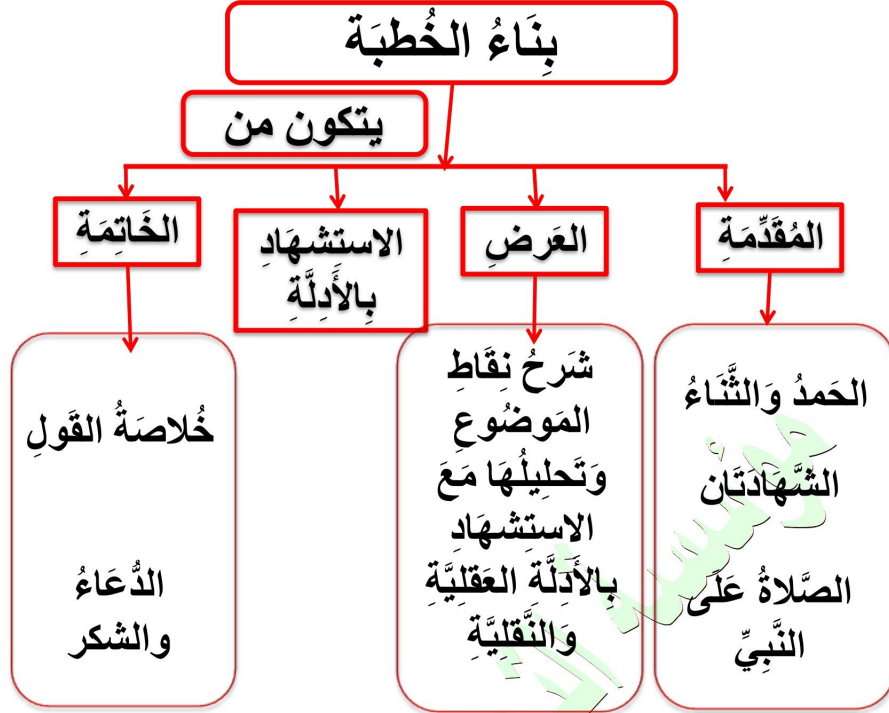 بِنَاءُ الخُطبَة
يتكون من
المُقَدِّمَةِ
العَرضِ
الاستشهَادِ
بِالأَدِلَّةِ
الخَاتِمَةِ
الحَمدُ وَالثَّنَاءُ
الشَّهَادَتَان
الصَّلاةُ عَلَى
النَّبِيِّ
شَرحُ نِقَاطِ
المَوضُوعِ
وَتَحلِيلُهَا مَعَ
الاستِشهَادِ
بِالأَدِلَّةِ العَقلِيَّةِ
وَالنَّقلِيَّةِ
خُلاصَةُ القَولِ
الدُّعَاءُ
والشكر